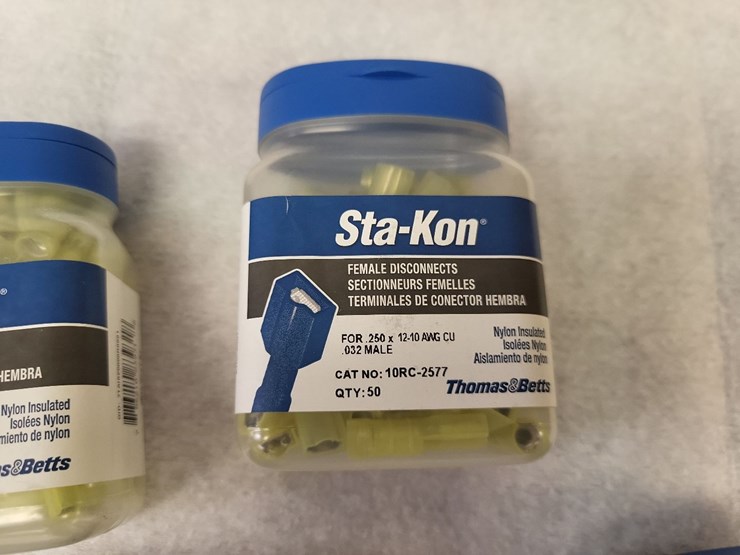 Sta-Kon®
FEMALE DISCONNECTS
SECTIONNEURS FEMELLES
TERMINALES DE CONECTOR HEMBRA
FOR .250 x 12-10 AWG CU
.032 MALE
Nylon Insulated
Isolées Nylon
Aislamiento de nylon
CAT NO: 10RC-2577
QTY: 50
Thomas&Betts
®
HEMBRA
Nylon Insulated
Isolées Nylon
miento de nylon
s&Betts